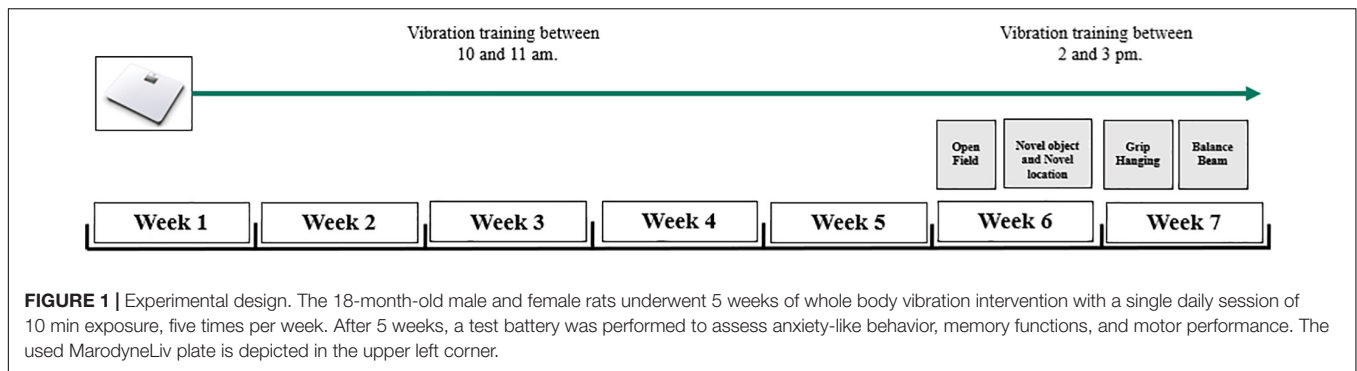 Vibration training between
10 and 11 am.
Vibration training between
2 and 3 pm.
Open
Field
Novel object
and Novel
location
Grip
Hanging
Balance
Beam
Week 1
Week 2
Week 3
Week 4
Week 5
Week 6
Week 7
FIGURE 1 | Experimental design. The 18-month-old male and female rats underwent 5 weeks of whole body vibration intervention with a single daily session of
10 min exposure, five times per week. After 5 weeks, a test battery was performed to assess anxiety-like behavior, memory functions, and motor performance. The
used MarodyneLiv plate is depicted in the upper left corner.